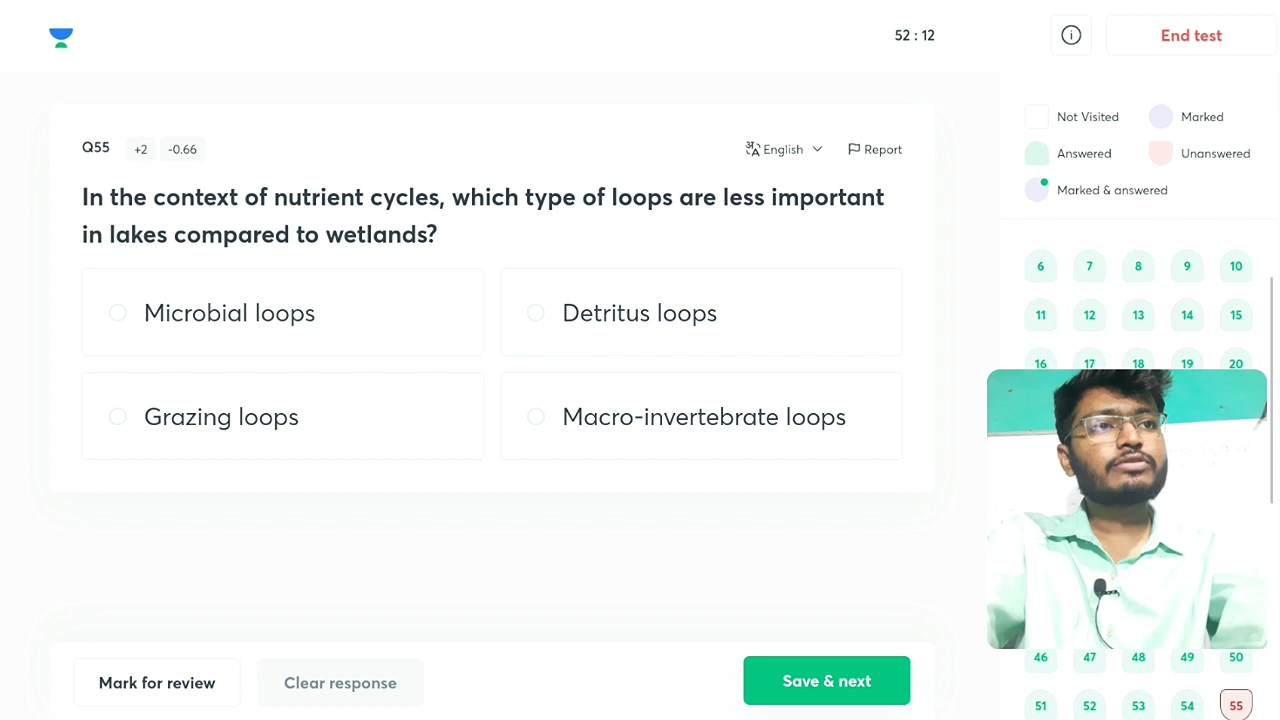 52 : 12
End test
Q55 +2 -0.66 English Report
In the context of nutrient cycles, which type of loops are less important
in lakes compared to wetlands?
Microbial loops
Detritus loops
Grazing loops
Macro-invertebrate loops
Mark for review
Clear response
Save & next
Not Visited Marked
Answered Unanswered
Marked & answered
6 7 8 9 10
11 12 13 14 15
16 17 18 19 20
46 47 48 49 50
51 52 53 54 55